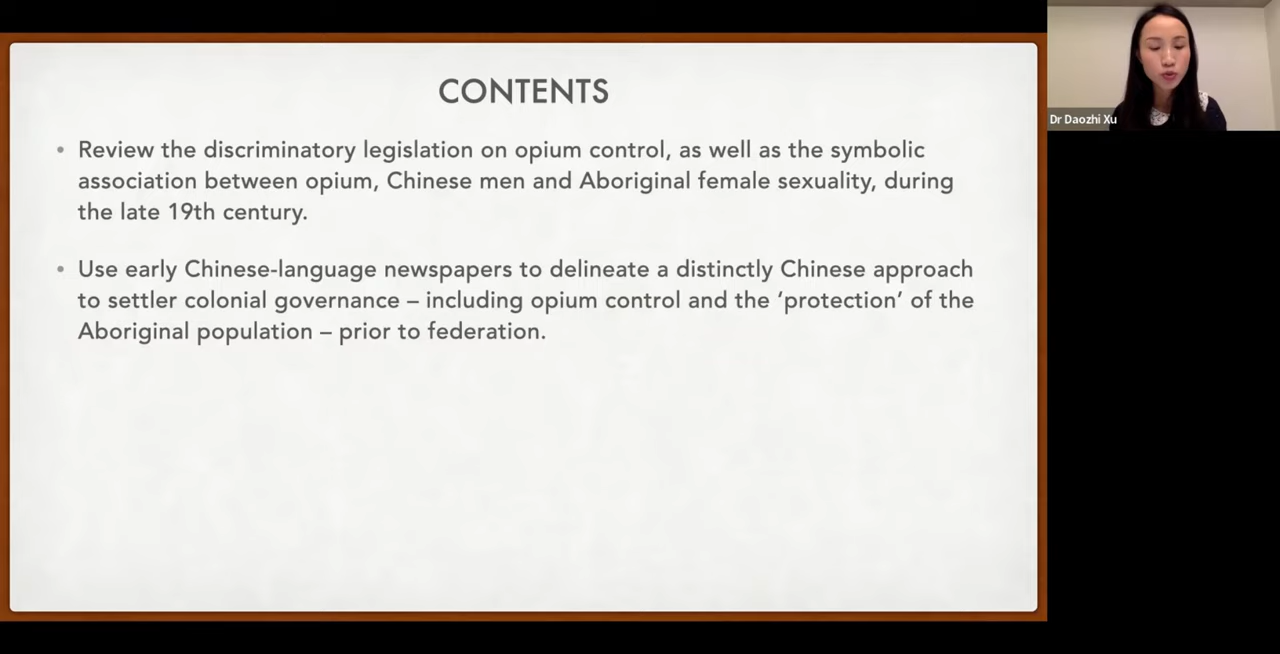 CONTENTS
• Review the discriminatory legislation on opium control, as well as the symbolic
association between opium, Chinese men and Aboriginal female sexuality, during
the late 19th century.
• Use early Chinese-language newspapers to delineate a distinctly Chinese approach
to settler colonial governance – including opium control and the ‘protection’ of the
Aboriginal population – prior to federation.
Dr Daozhi Xu